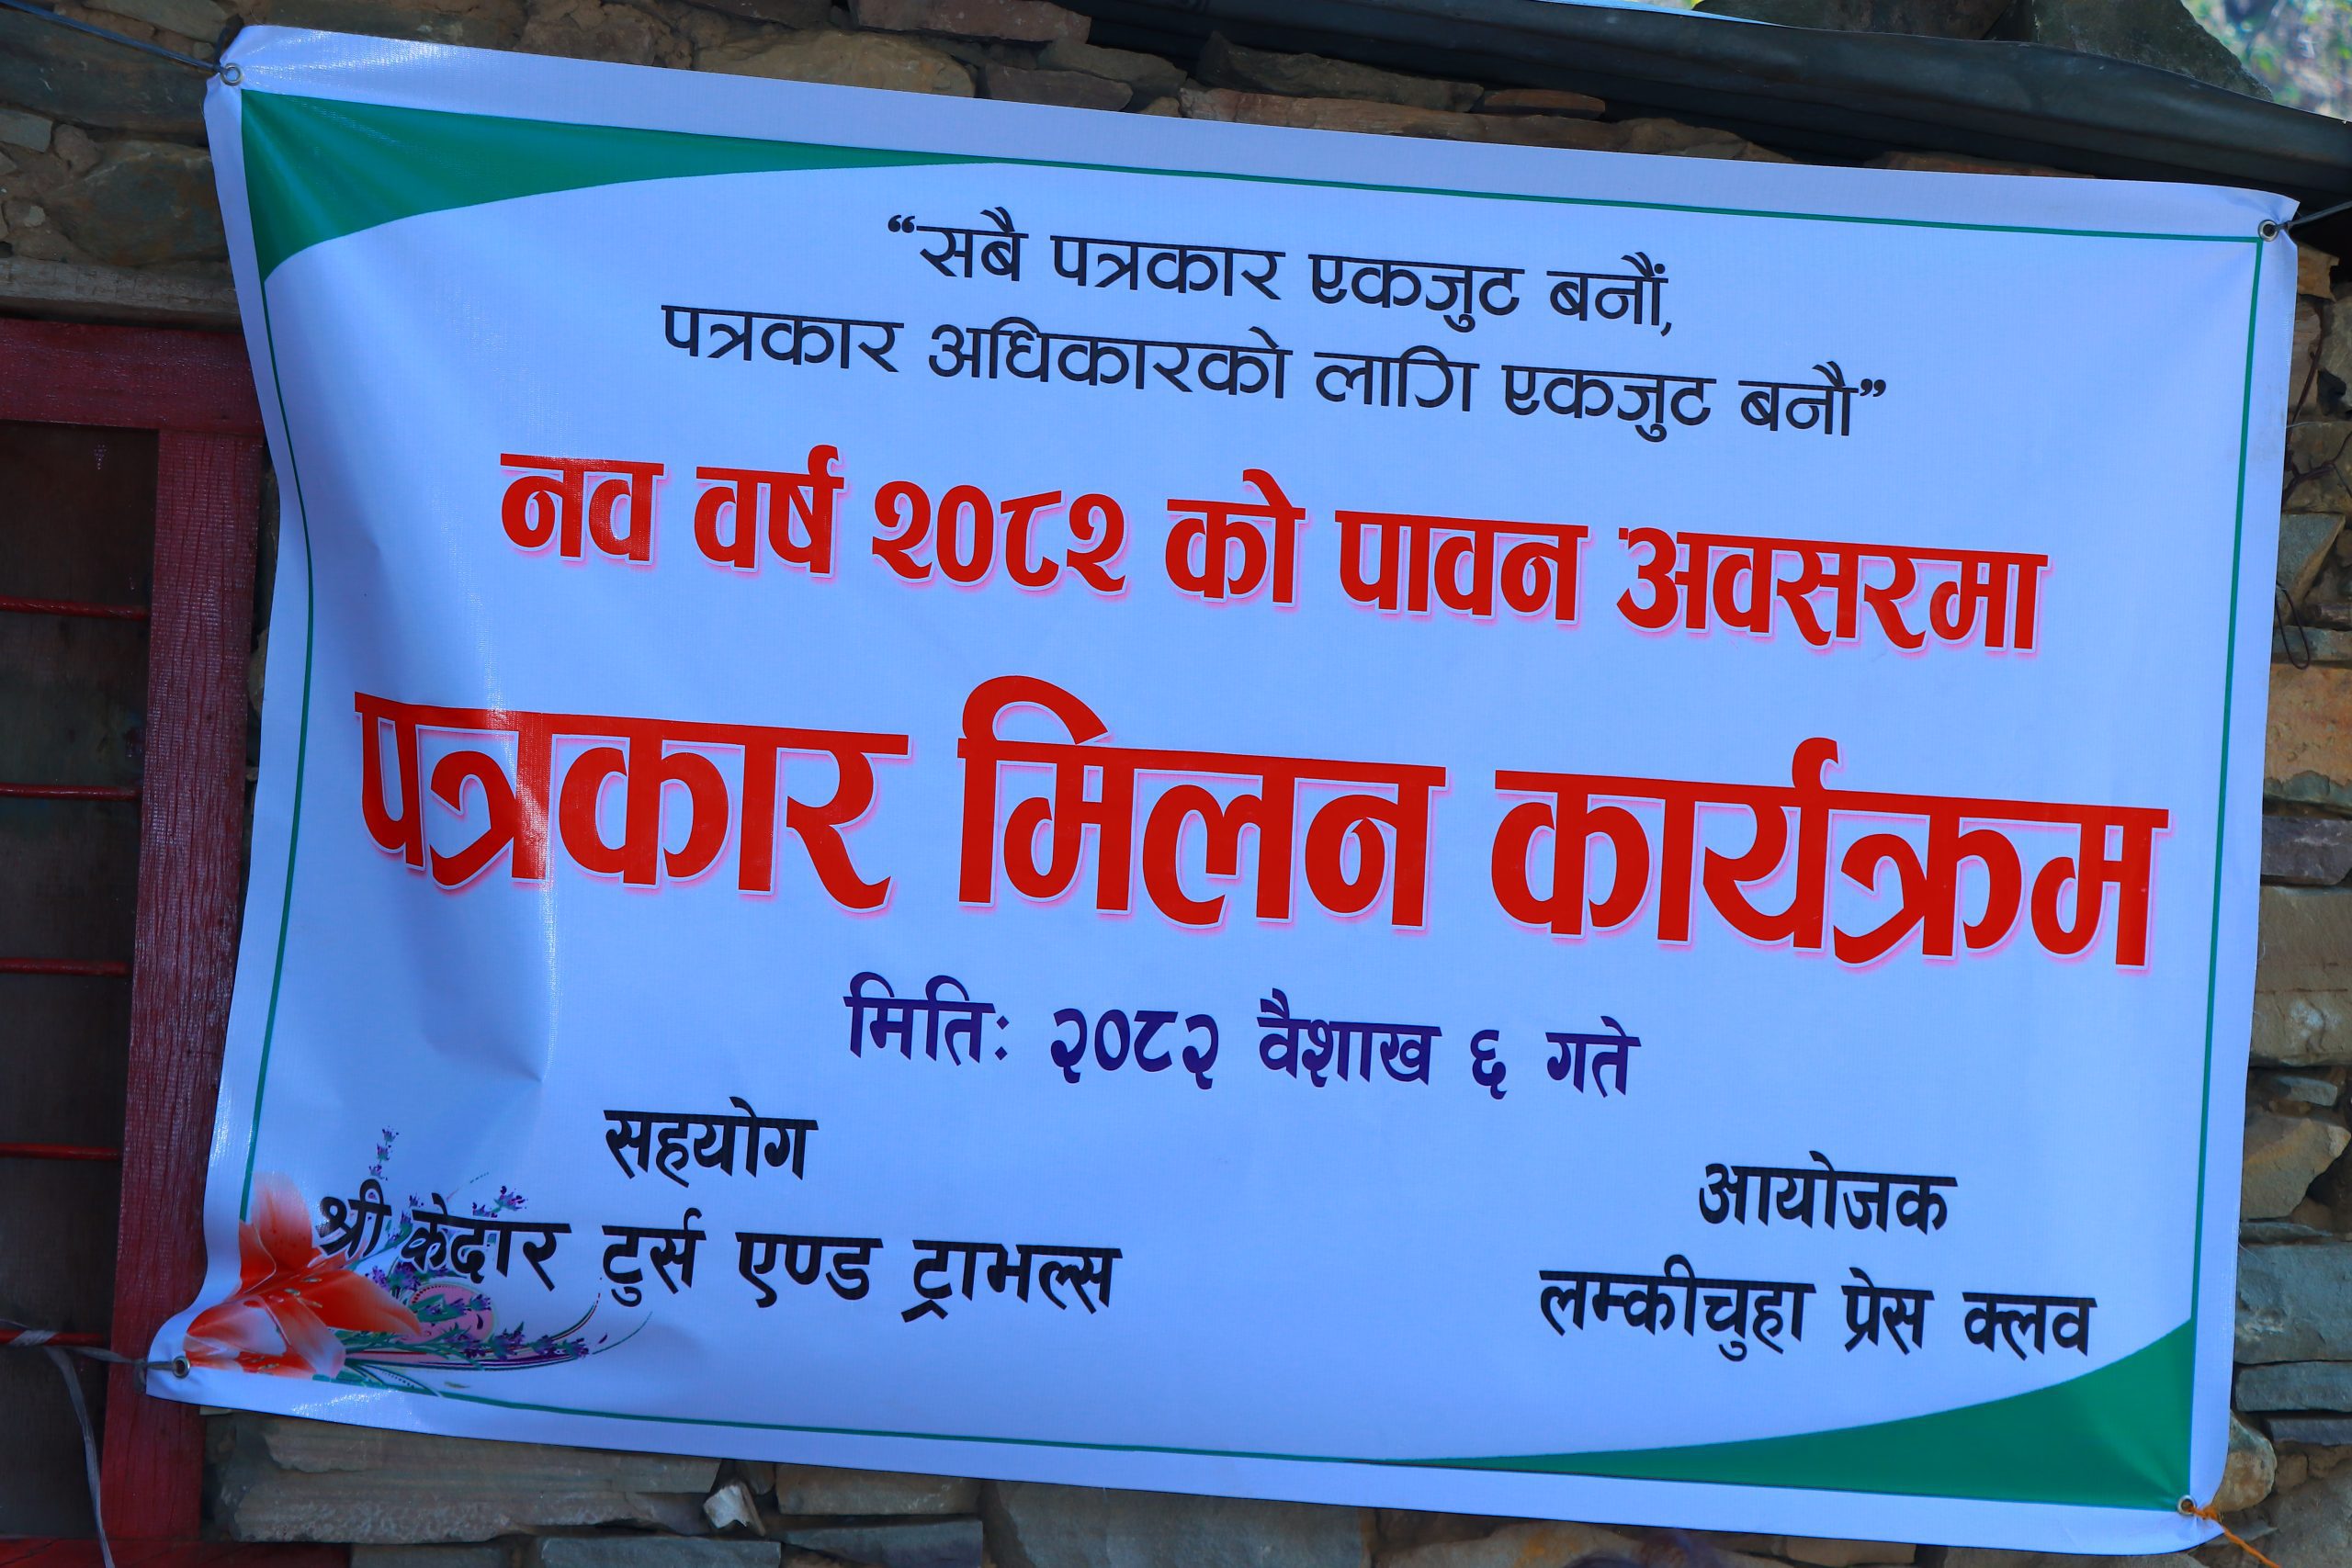 “सबै पत्रकार एकजुट बनौं,
पत्रकार अधिकारको लागि एकजुट बनौ”
नव वर्ष २०८२ को पावन अवसरमा
पत्रकार मिलन कार्यक्रम
मितिः २०८२ वैशाख ६ गते
सहयोग
श्री केदार टुर्स एण्ड ट्राभल्स
आयोजक
लम्कीचुहा प्रेस क्लव